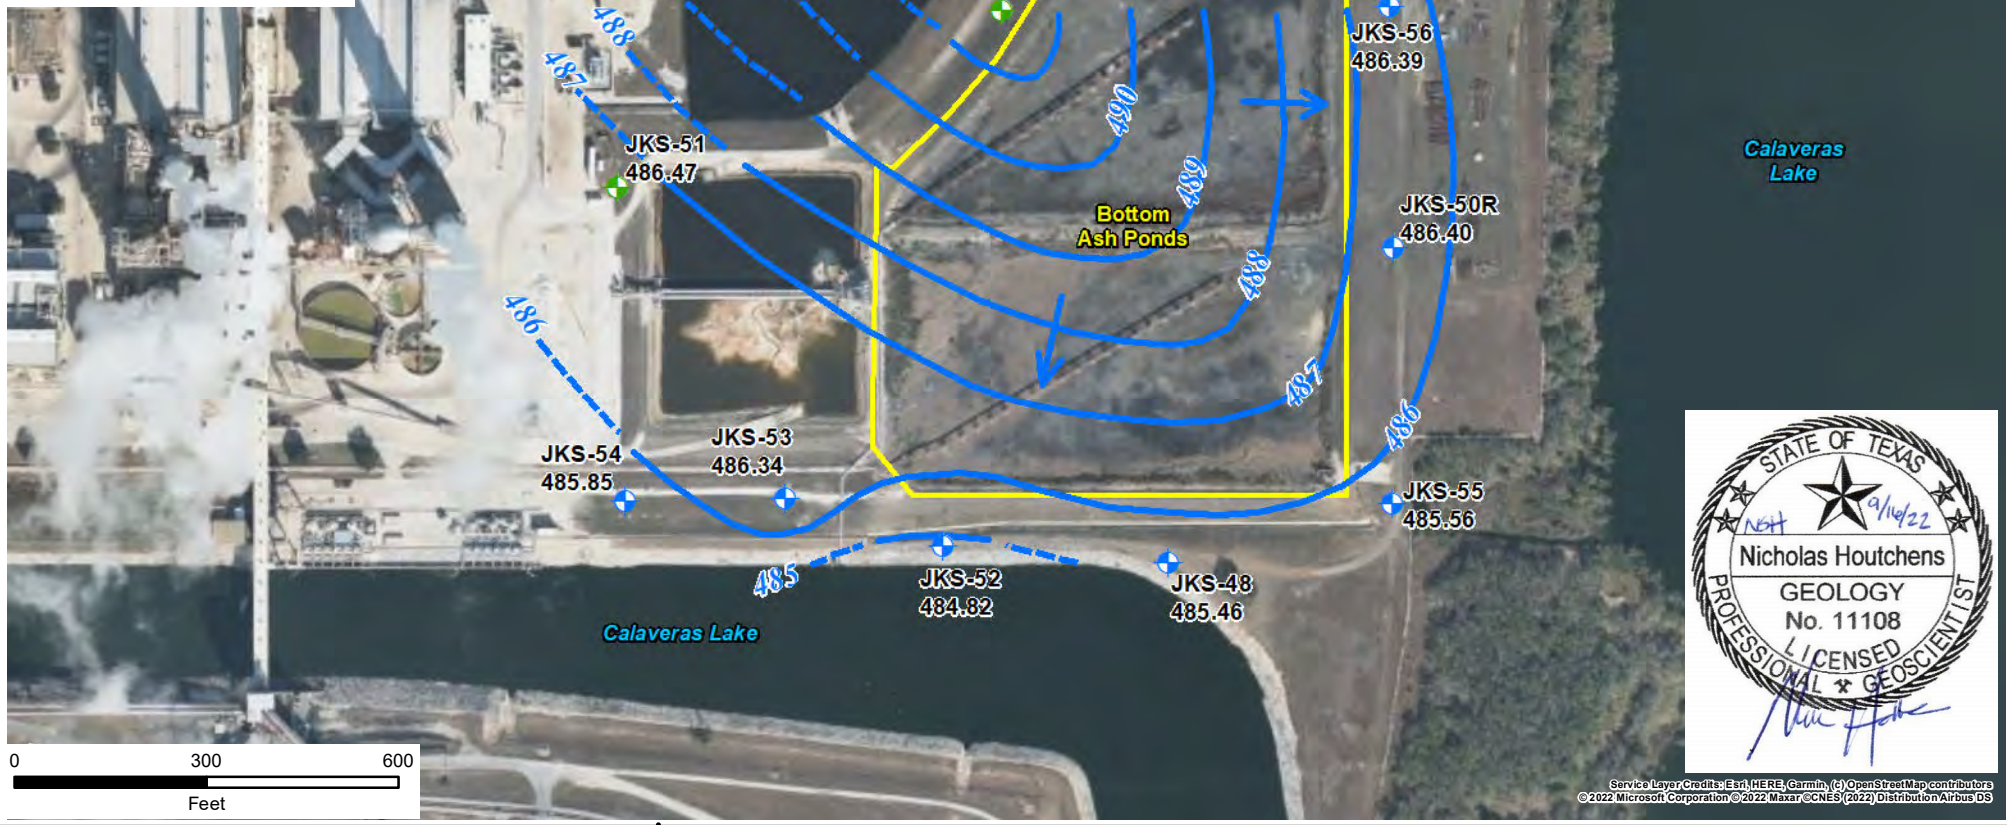 488
487
JKS-56
486.39
490
JKS-51
486.47
Calaveras
Lake
489
JKS-50R
486.40
Bottom
Ash Ponds
488
486
487
486
JKS-53
486.34
JKS-54
485.85
JKS-55
485.56
485
JKS-52
484.82
JKS-48
485.46
Calaveras Lake
STATE OF TEXAS
NSH
9/16/22
Nicholas Houtchens
GEOLOGY
No. 11108
LICENSED
PROFESSIONAL GEOSCIENTIST
0 300 600
Feet
Service Layer Credits: Esri, HERE, Garmin, (c) OpenStreetMap contributors
© 2022 Microsoft Corporation © 2022 Maxar ©CNES (2022) Distribution Airbus DS